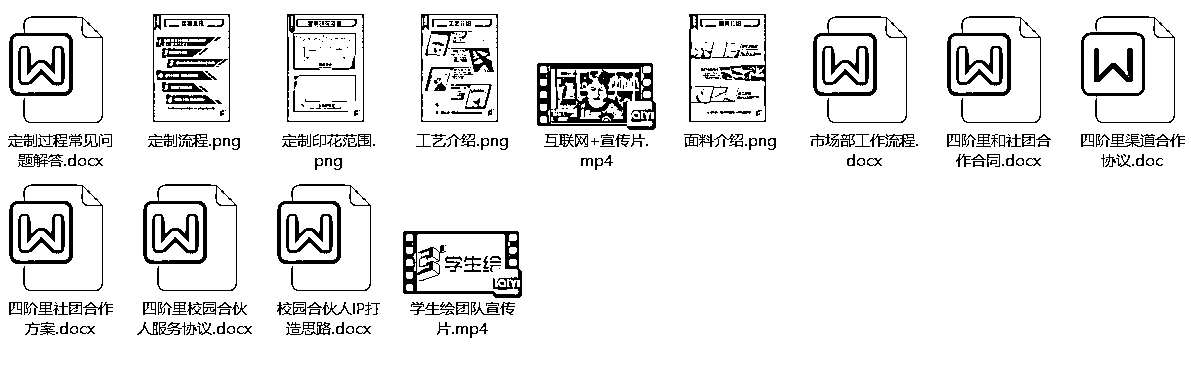 定制过程常见问
题解答.docx
定制流程.png
定制印花范围.
png
工艺介绍.png
互联网+宣传片.
mp4
面料介绍.png
市场部工作流程.
docx
四阶里和社团合
作合同.docx
四阶里渠道合作
协议.doc
四阶里社团合作
方案.docx
四阶里校园合伙
人服务协议.docx
校园合伙人IP打
造思路.docx
学生绘
学生绘团队宣传
片.mp4